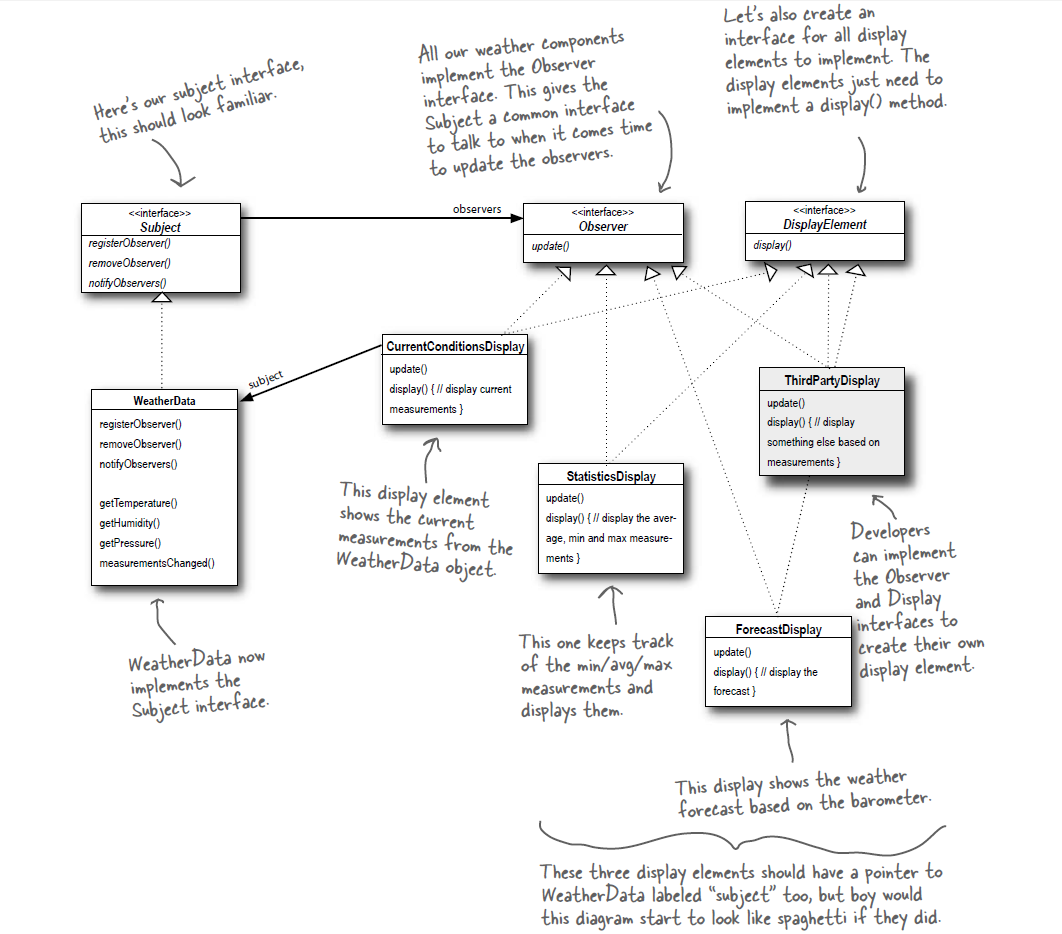 Here's our subject interface,
this should look familiar.
All our weather components
implement the Observer
interface. This gives the
Subject a common interface
to talk to when it comes time
to update the observers.
Let's also create an
interface for all display
elements to implement. The
display elements just need to
implement a display() method.
<<interface>>
Subject
registerObserver()
removeObserver()
notifyObservers()
observers
<<interface>>
Observer
update()
<<interface>>
DisplayElement
display()
subject
CurrentConditionsDisplay
update()
display() { // display current
measurements }
WeatherData
registerObserver()
removeObserver()
notifyObservers()
getTemperature()
getHumidity()
getPressure()
measurementsChanged()
ThirdPartyDisplay
update()
display() { // display
something else based on
measurements }
StatisticsDisplay
update()
display() { // display the aver-
age, min and max measure-
ments }
This display element
shows the current
measurements from the
WeatherData object.
Developers
can implement
the Observer
and Display
interfaces to
create their own
display element.
ForecastDisplay
update()
display() { // display the
forecast }
WeatherData now
implements the
Subject interface.
This one keeps track
of the min/avg/max
measurements and
displays them.
This display shows the weather
forecast based on the barometer.
These three display elements should have a pointer to
WeatherData labeled "subject" too, but boy would
this diagram start to look like spaghetti if they did.